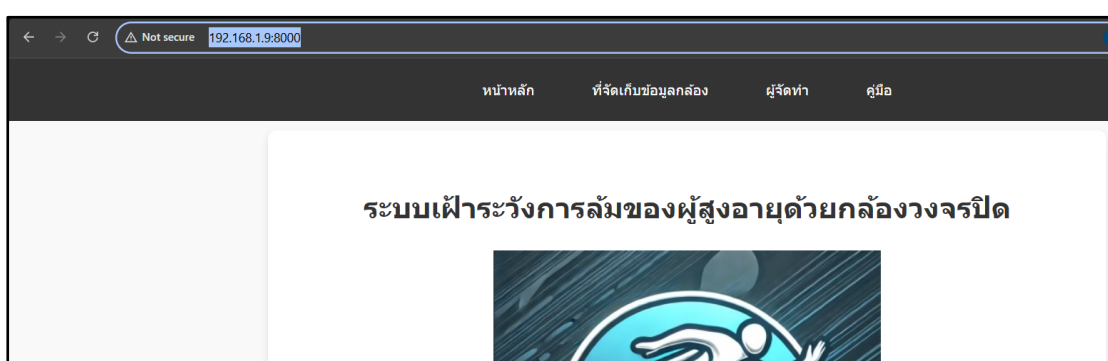 Not secure 192.168.1.9:8000
หน้าหลัก ที่จัดเก็บข้อมูลกล้อง ผู้จัดทำ คู่มือ
ระบบเฝ้าระวังการล้มของผู้สูงอายุด้วยกล้องวงจรปิด